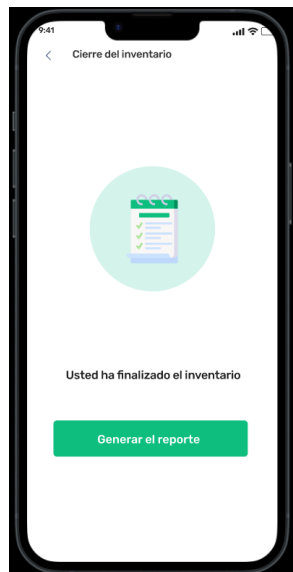 9:41
Cierre del inventario
Usted ha finalizado el inventario
Generar el reporte